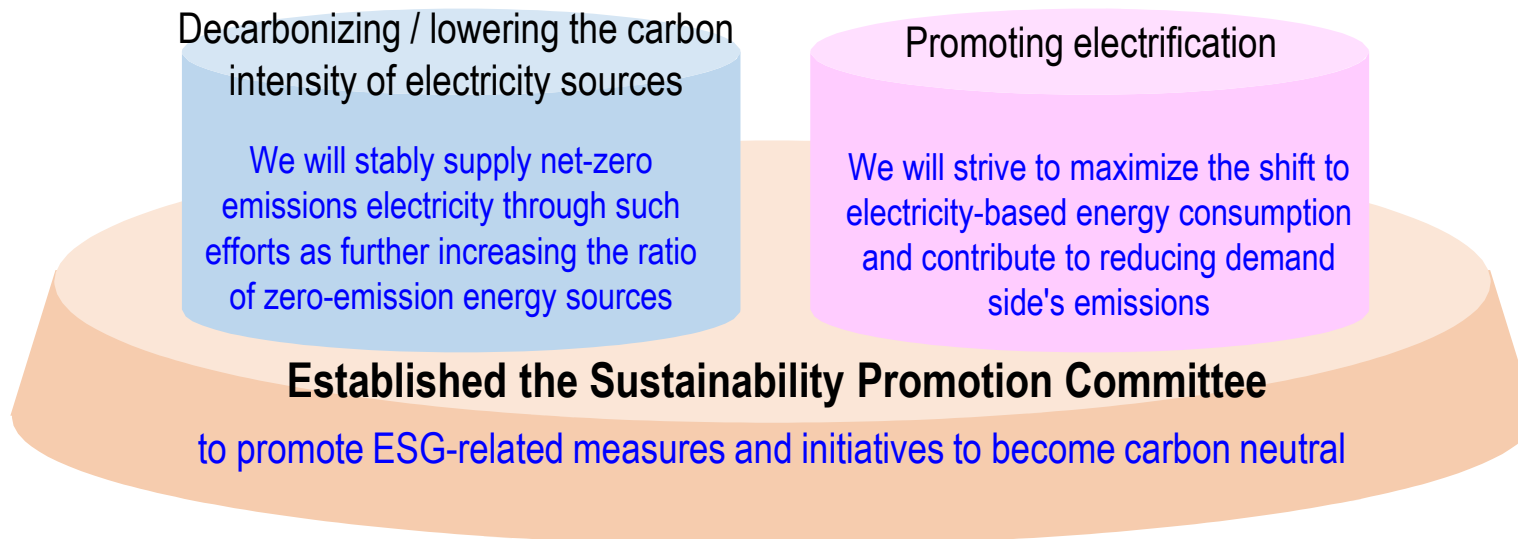 Decarbonizing / lowering the carbon
intensity of electricity sources
We will stably supply net-zero
emissions electricity through such
efforts as further increasing the ratio
of zero-emission energy sources
Promoting electrification
We will strive to maximize the shift to
electricity-based energy consumption
and contribute to reducing demand
side's emissions
Established the Sustainability Promotion Committee
to promote ESG-related measures and initiatives to become carbon neutral